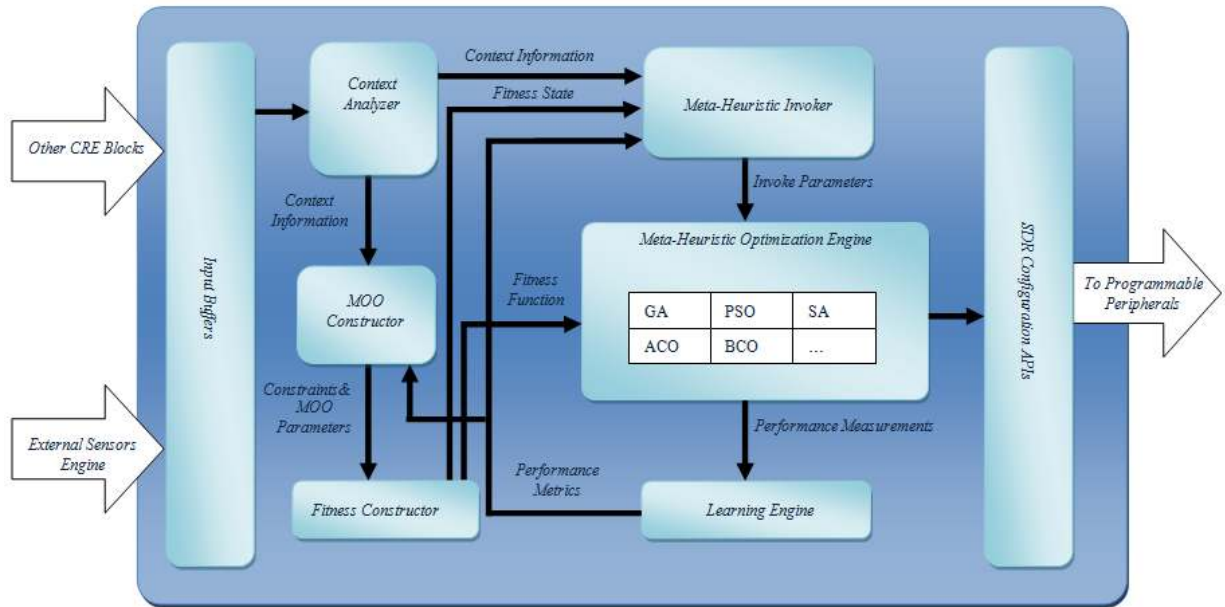 Other CRE Blocks
External Sensors
Engine
Input Buffers
Context
Analyzer
Context Information
Fitness State
Meta-Heuristic Invoker
Context
Information
Invoke Parameters
MOO
Constructor
Fitness
Function
Meta-Heuristic Optimization Engine
GA PSO SA
ACO BCO ...
Constraints&
MOO
Parameters
Performance Measurements
Fitness Constructor
Performance
Metrics
Learning Engine
SDR Configuration APIs
To Programmable
Peripherals